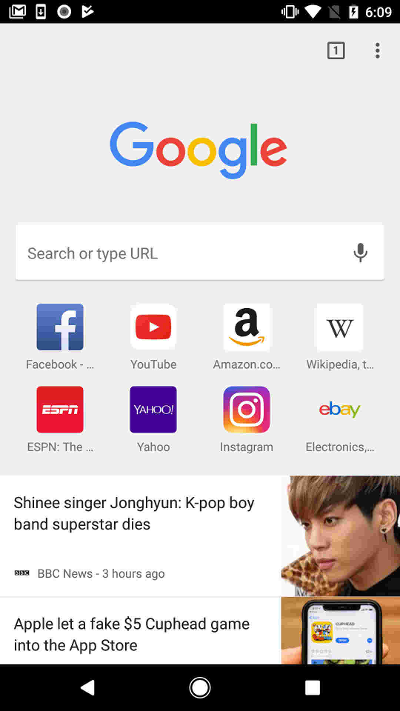 6:09
1
Google
Search or type URL
Facebook - ...
YouTube
Amazon.co...
Wikipedia, t...
ESPN: The ...
Yahoo
Instagram
Electronics,...
f
a
W
ESPN
YAHOO!
ebay
Shinee singer Jonghyun: K-pop boy
band superstar dies
BBC BBC News - 3 hours ago
Apple let a fake $5 Cuphead game
into the App Store
CUPHEAD